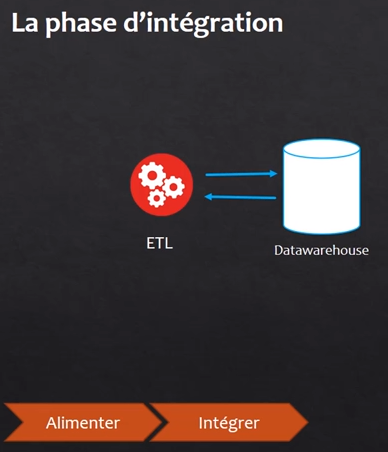 La phase d’intégration
ETL
Datawarehouse
Alimenter
Intégrer